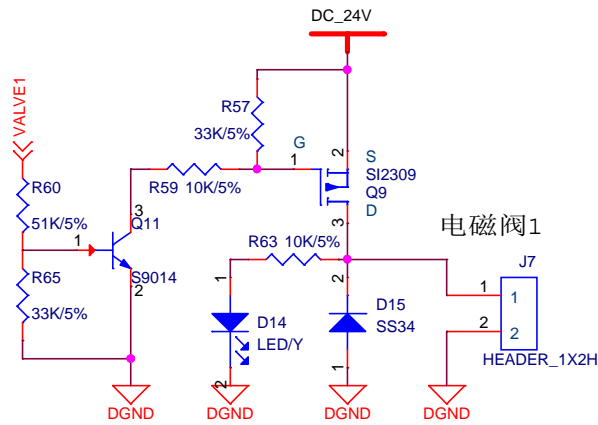 DC_24V
VALVE1
R57
33K/5%
G
1
2
S
SI2309
Q9
D
3
R59 10K/5%
R60
51K/5%
3
Q11
1
S9014
2
R65
33K/5%
电磁阀1
R63 10K/5%
J7
1
1
2
2
HEADER_1X2H
1
D14
LED/Y
2
2
D15
SS34
1
DGND
DGND
DGND
DGND